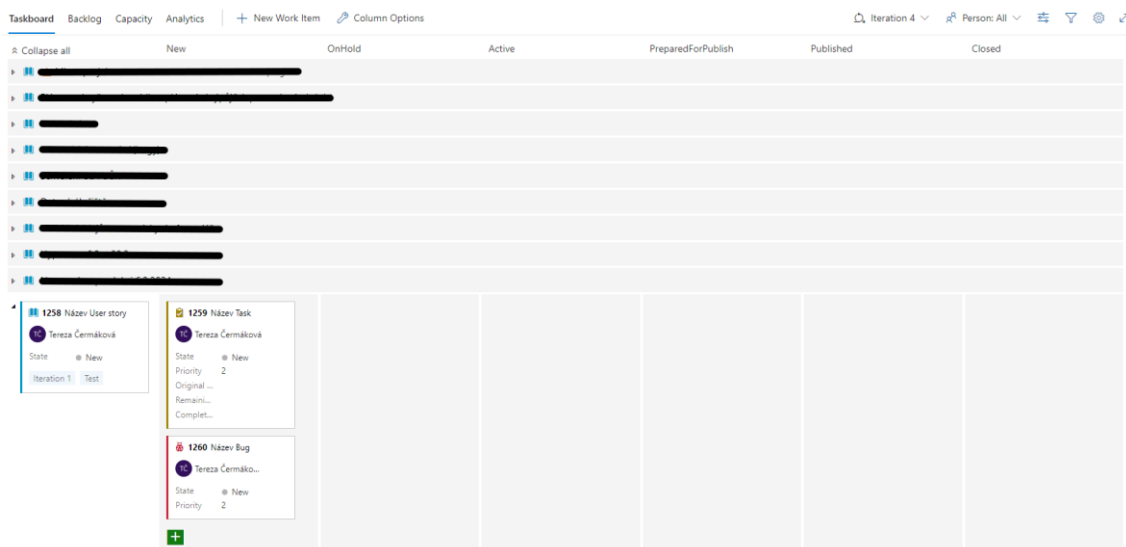 Taskboard Backlog Capacity Analytics New Work Item Column Options Iteration 4 Person: All
Collapse all New OnHold Active PreparedForPublish Published Closed
1258 Název User story
TČ Tereza Čermáková
State New
Iteration 1 Test
1259 Název Task
TČ Tereza Čermáková
State New
Priority 2
Original ...
Remaini...
Complet...
1260 Název Bug
TČ Tereza Čermáko...
State New
Priority 2